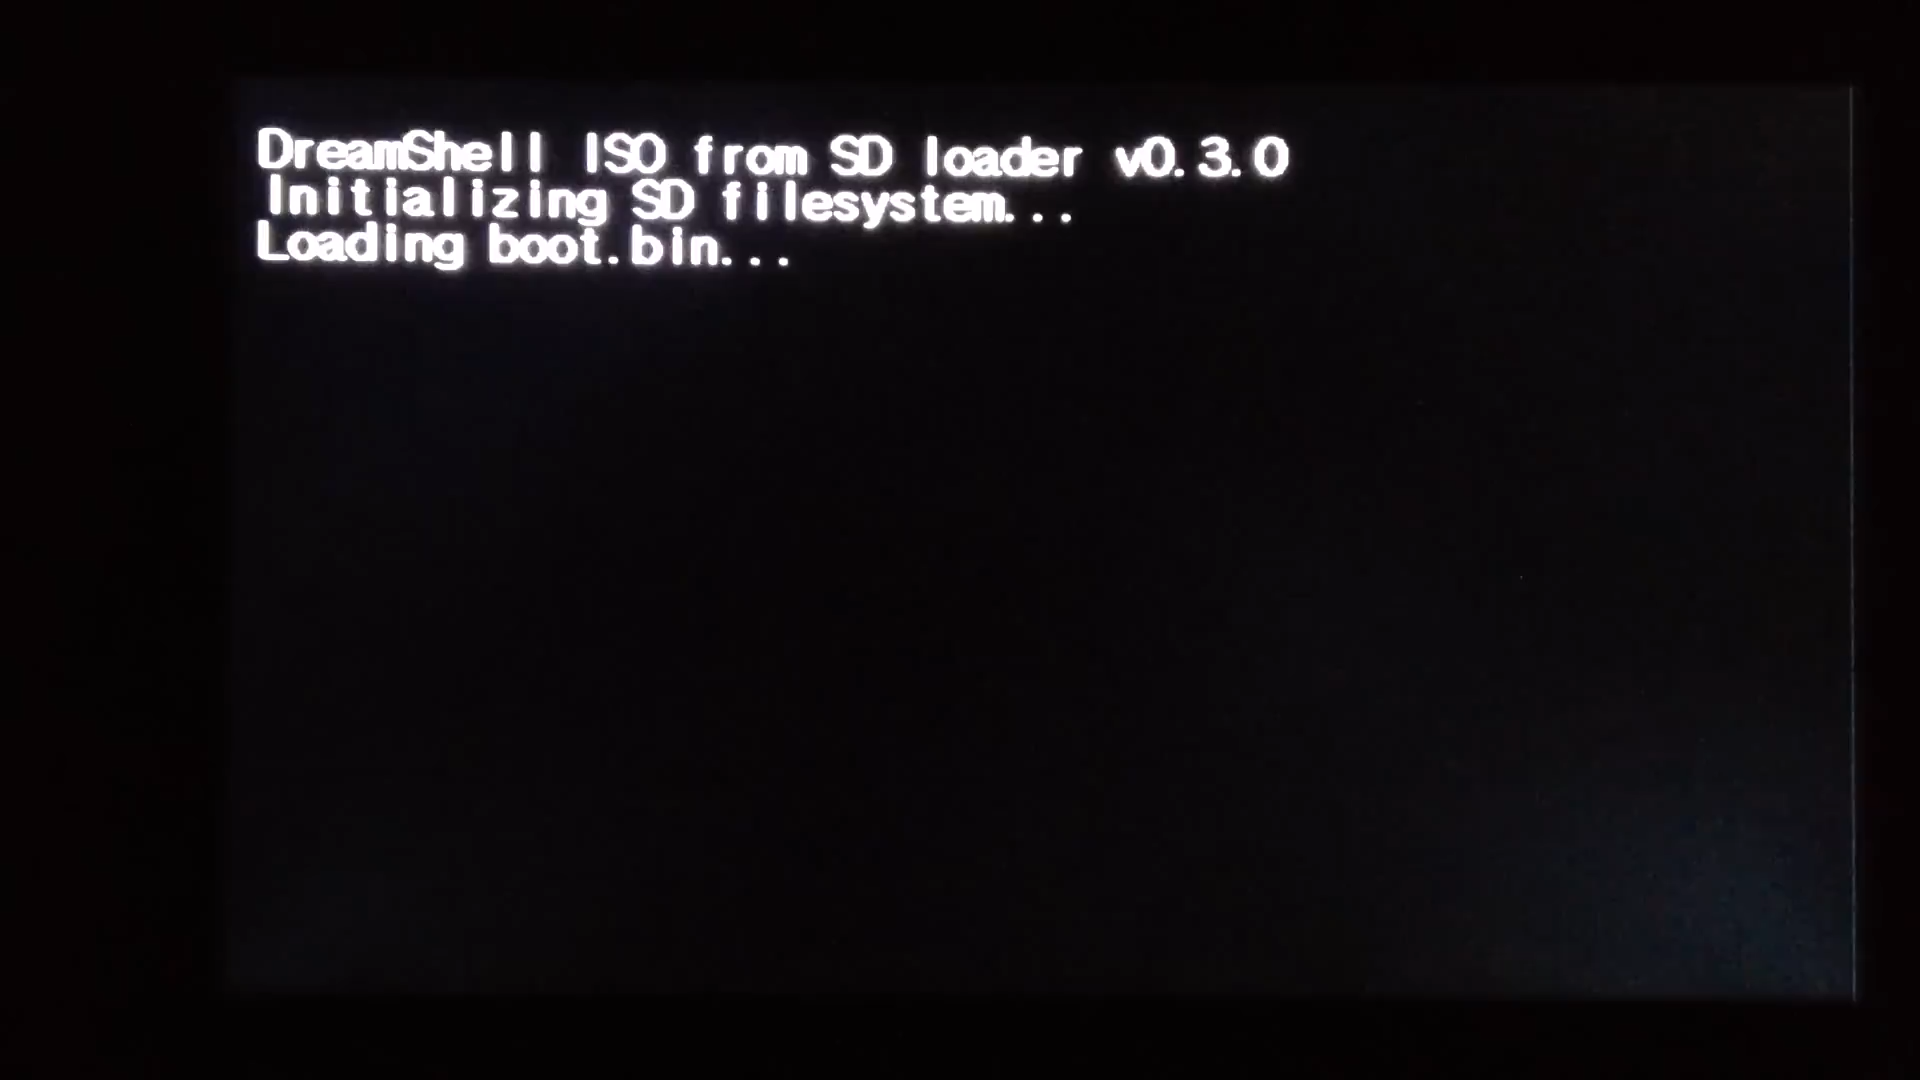 DreamShell ISO from SD loader v0.3.0
Initializing SD filesystem...
Loading boot.bin...